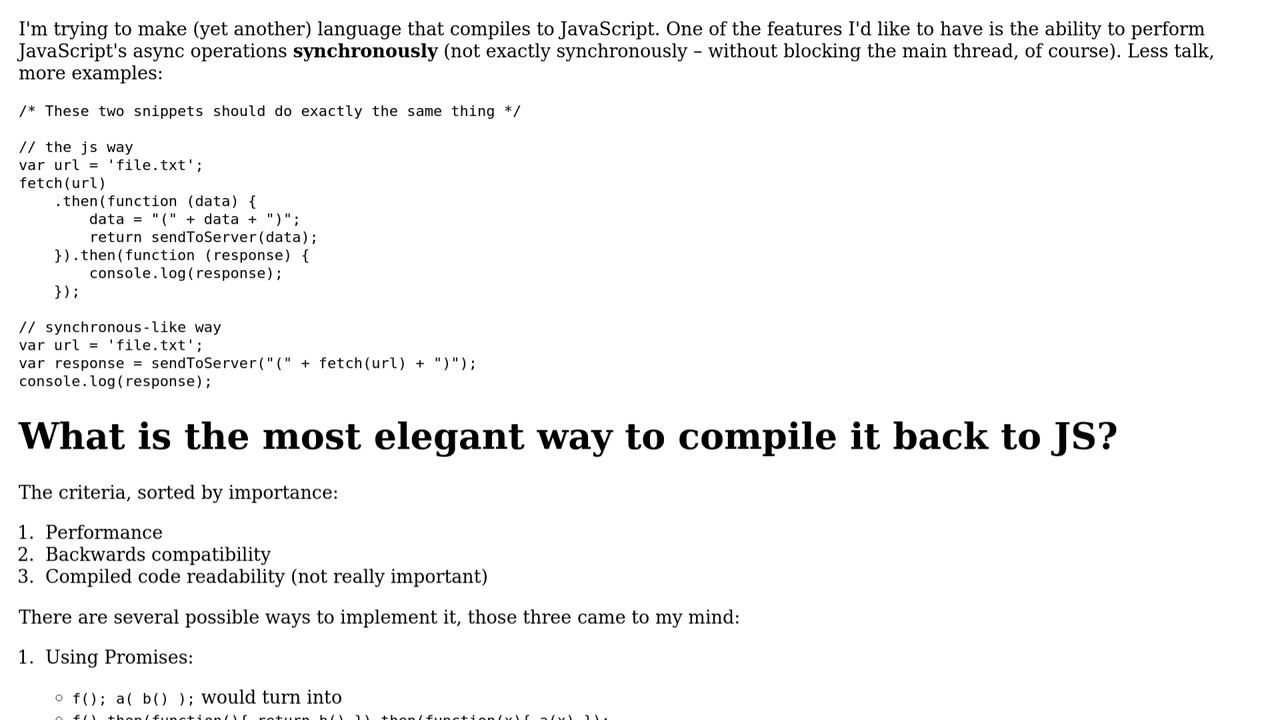 I'm trying to make (yet another) language that compiles to JavaScript. One of the features I'd like to have is the ability to perform
JavaScript's async operations synchronously (not exactly synchronously – without blocking the main thread, of course). Less talk,
more examples:
/* These two snippets should do exactly the same thing */
// the js way
var url = 'file.txt';
fetch(url)
    .then(function (data) {
        data = "(" + data + ")";
        return sendToServer(data);
    }).then(function (response) {
        console.log(response);
    });
// synchronous-like way
var url = 'file.txt';
var response = sendToServer("(" + fetch(url) + ")");
console.log(response);
What is the most elegant way to compile it back to JS?
The criteria, sorted by importance:
1. Performance
2. Backwards compatibility
3. Compiled code readability (not really important)
There are several possible ways to implement it, those three came to my mind:
1. Using Promises:
○ f(); a( b() ); would turn into
○ f().then(function(){ return b() }).then(function(x){ a(x) });